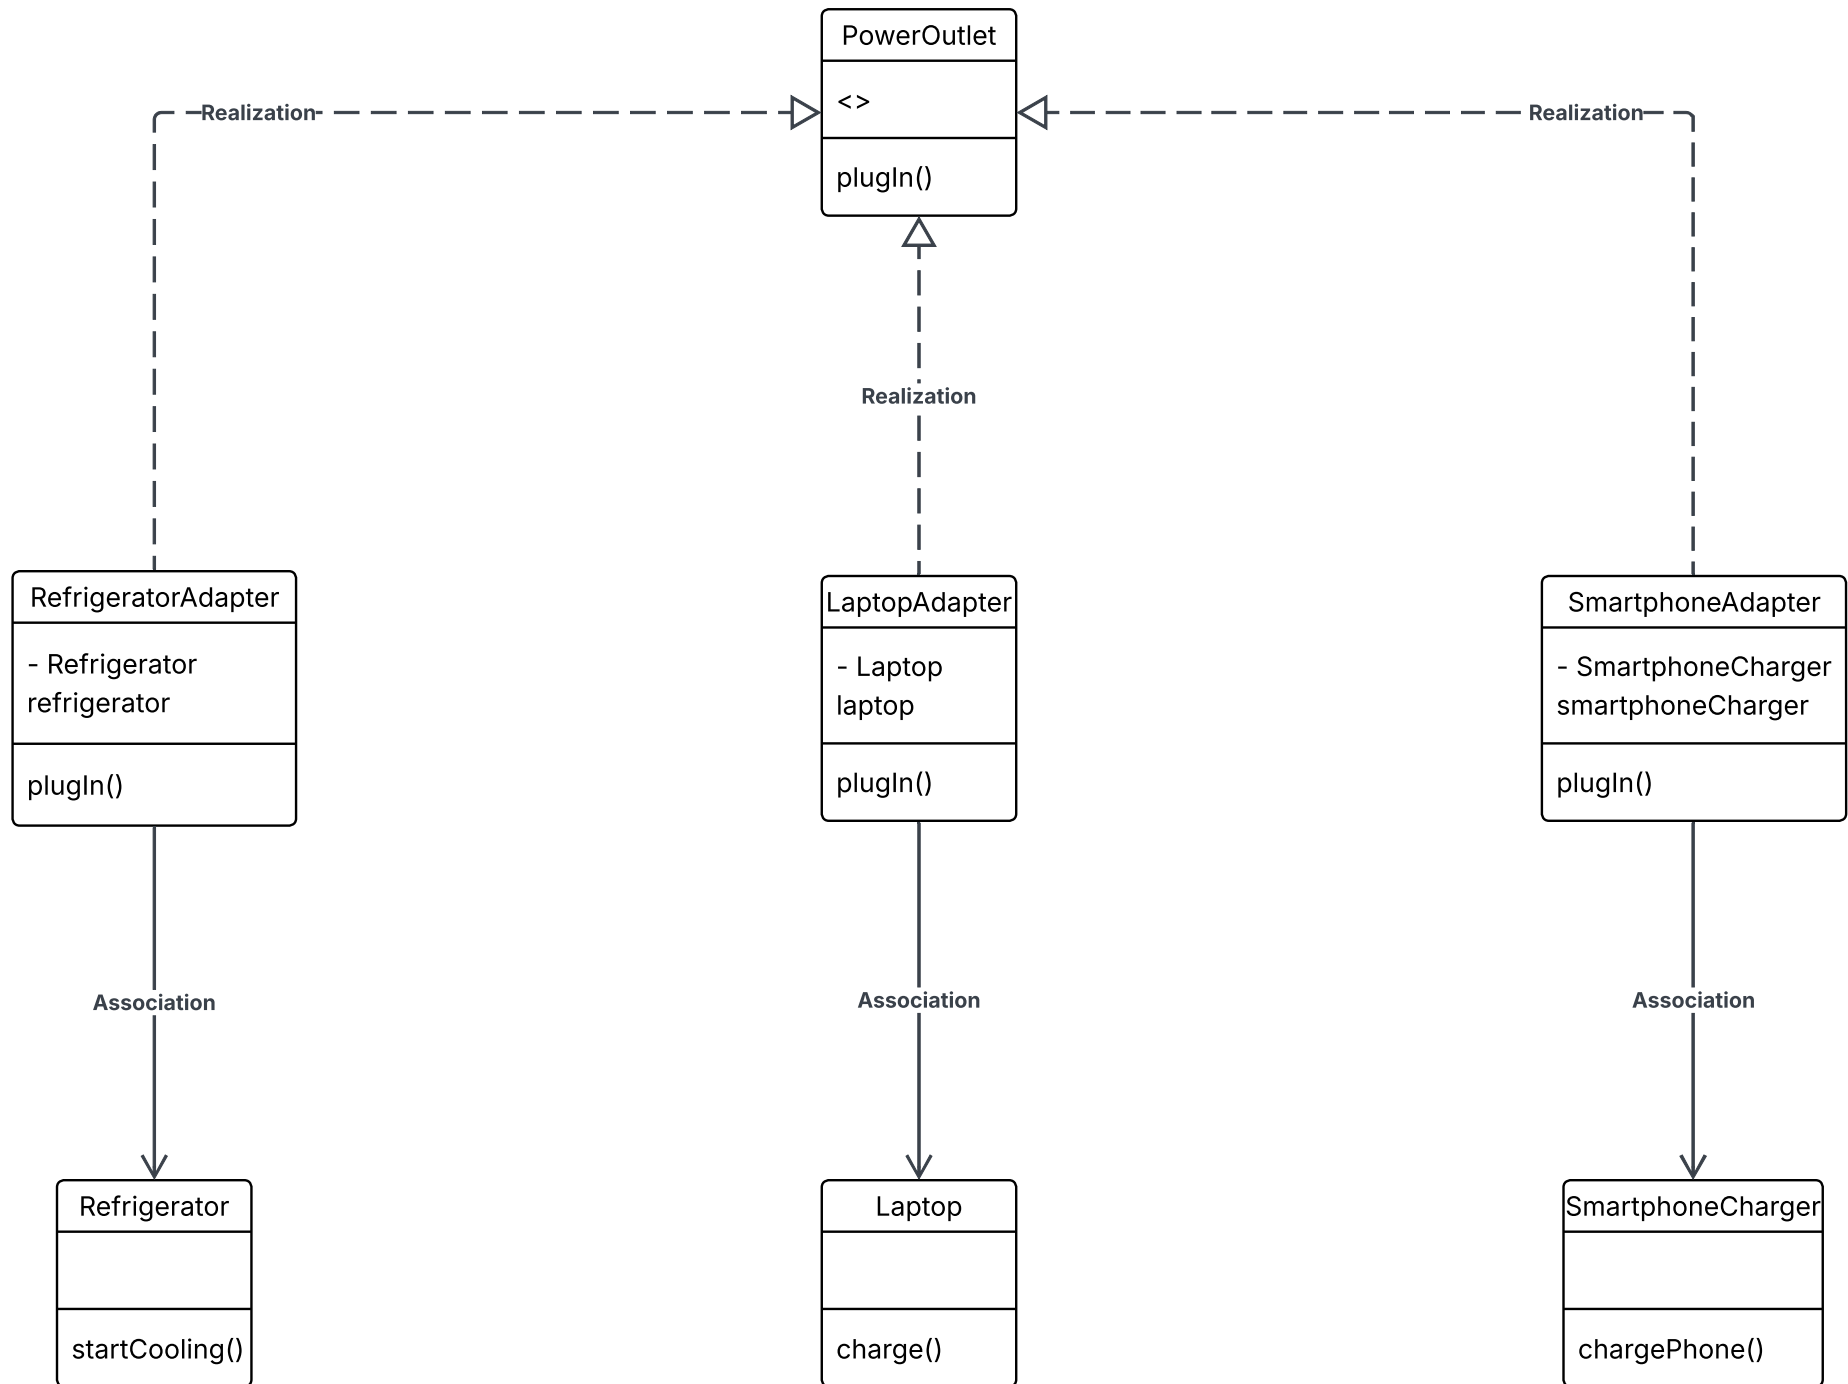 PowerOutlet
<>
plugIn()
Realization
Realization
Realization
RefrigeratorAdapter
- Refrigerator
refrigerator
plugIn()
LaptopAdapter
- Laptop
laptop
plugIn()
SmartphoneAdapter
- SmartphoneCharger
smartphoneCharger
plugIn()
Association
Association
Association
Refrigerator
startCooling()
Laptop
charge()
SmartphoneCharger
chargePhone()